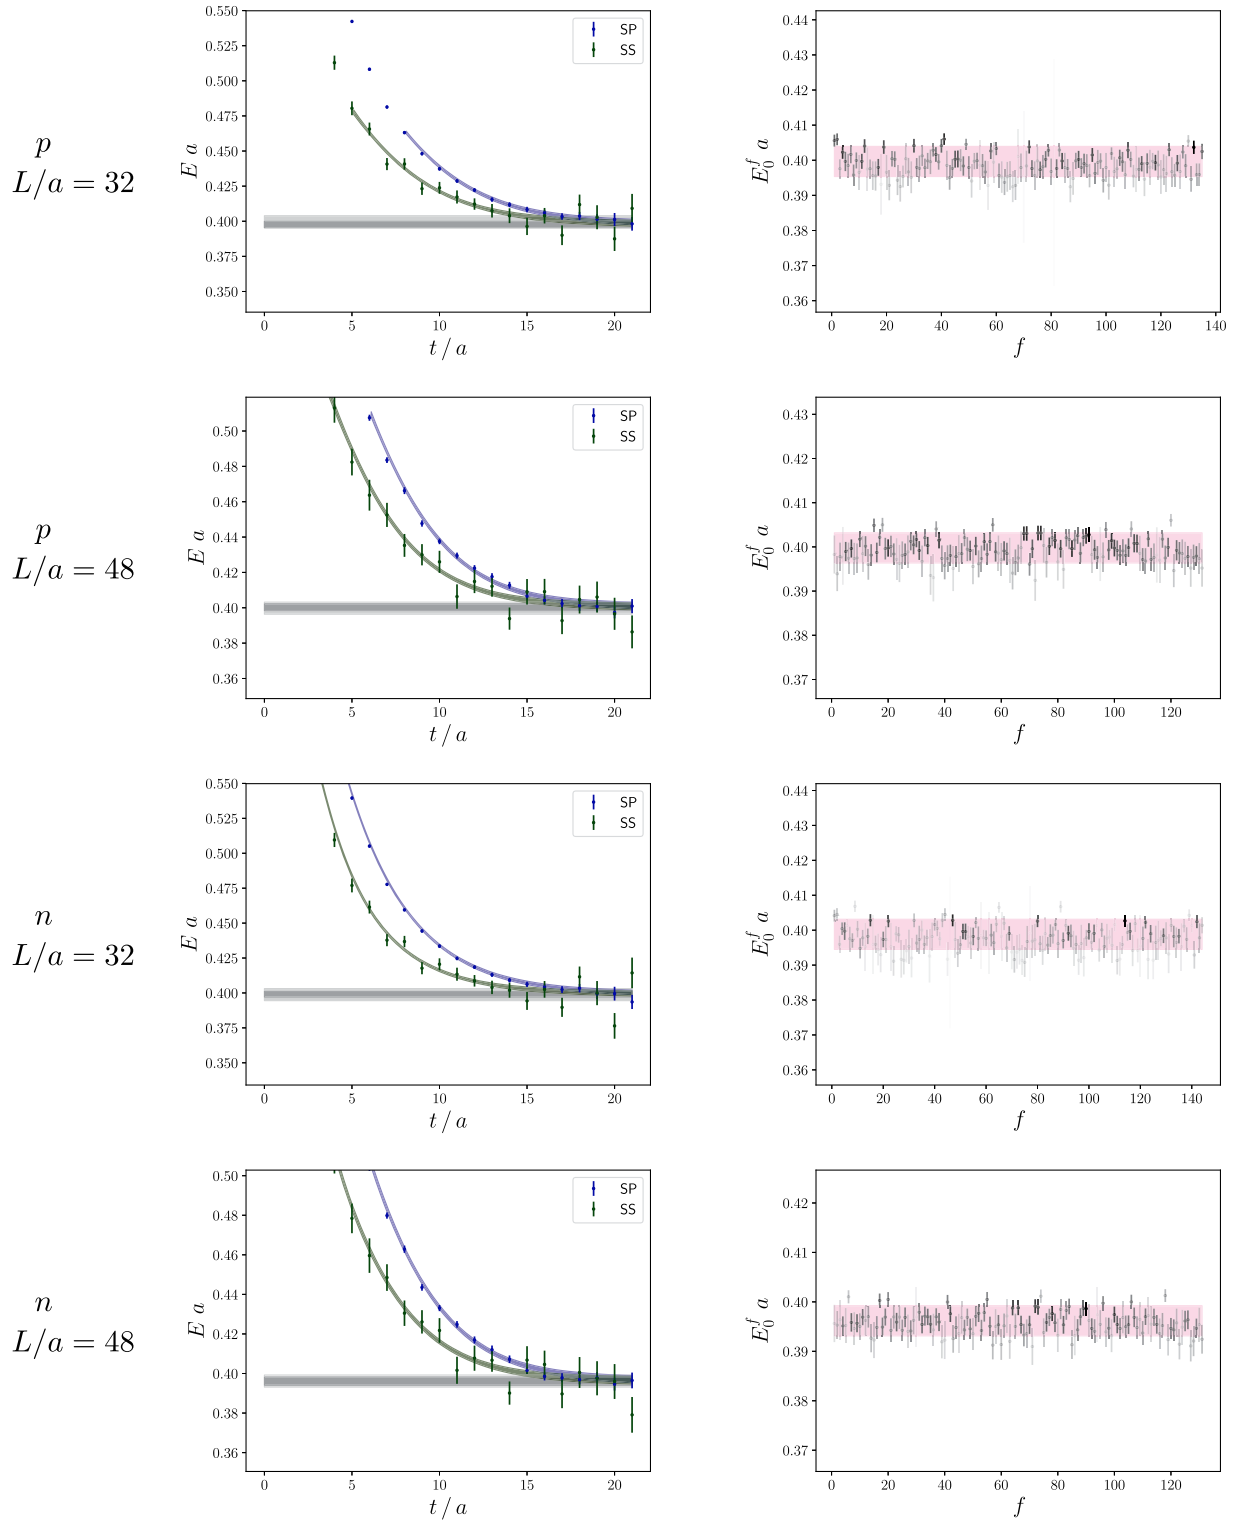 p
L/a = 32
0.550
0.525
0.500
0.475
0.450
0.425
0.400
0.375
0.350
E a
0 5 10 15 20
t / a
SP
SS
0.44
0.43
0.42
0.41
0.40
0.39
0.38
0.37
0.36
E_0^f a
0 20 40 60 80 100 120 140
f
p
L/a = 48
0.50
0.48
0.46
0.44
0.42
0.40
0.38
0.36
E a
0 5 10 15 20
t / a
SP
SS
0.43
0.42
0.41
0.40
0.39
0.38
0.37
E_0^f a
0 20 40 60 80 100 120
f
n
L/a = 32
0.550
0.525
0.500
0.475
0.450
0.425
0.400
0.375
0.350
E a
0 5 10 15 20
t / a
SP
SS
0.44
0.43
0.42
0.41
0.40
0.39
0.38
0.37
0.36
E_0^f a
0 20 40 60 80 100 120 140
f
n
L/a = 48
0.50
0.48
0.46
0.44
0.42
0.40
0.38
0.36
E a
0 5 10 15 20
t / a
SP
SS
0.42
0.41
0.40
0.39
0.38
0.37
E_0^f a
0 20 40 60 80 100 120
f